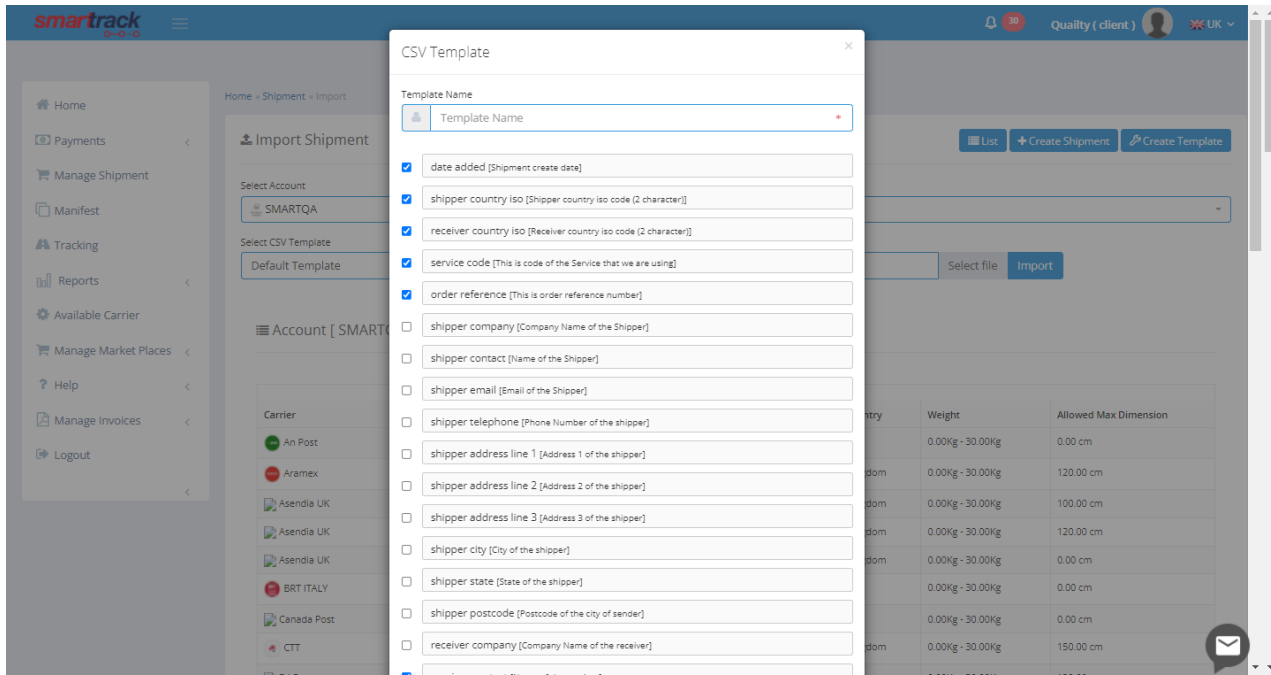 smartrack
30
Quailty ( client )
UK
CSV Template
×
Home
Payments
Manage Shipment
Manifest
Tracking
Reports
Available Carrier
Manage Market Places
Help
Manage Invoices
Logout
Home » Shipment » Import
Import Shipment
List
Create Shipment
Create Template
Select Account
SMARTQA
Select CSV Template
Default Template
Select file
Import
Account [ SMART
Template Name
Template Name *
date added [Shipment create date]
shipper country iso [Shipper country iso code (2 character)]
receiver country iso [Receiver country iso code (2 character)]
service code [This is code of the Service that we are using]
order reference [This is order reference number]
shipper company [Company Name of the Shipper]
shipper contact [Name of the Shipper]
shipper email [Email of the Shipper]
shipper telephone [Phone Number of the shipper]
shipper address line 1 [Address 1 of the shipper]
shipper address line 2 [Address 2 of the shipper]
shipper address line 3 [Address 3 of the shipper]
shipper city [City of the shipper]
shipper state [State of the shipper]
shipper postcode [Postcode of the city of sender]
receiver company [Company Name of the receiver]
Carrier ntry Weight Allowed Max Dimension
An Post 0.00Kg - 30.00Kg 0.00 cm
Aramex dom 0.00Kg - 30.00Kg 120.00 cm
Asendia UK dom 0.00Kg - 30.00Kg 100.00 cm
Asendia UK dom 0.00Kg - 30.00Kg 120.00 cm
Asendia UK dom 0.00Kg - 30.00Kg 0.00 cm
BRT ITALY 0.00Kg - 30.00Kg 0.00 cm
Canada Post 0.00Kg - 30.00Kg 0.00 cm
CTT dom 0.00Kg - 30.00Kg 150.00 cm